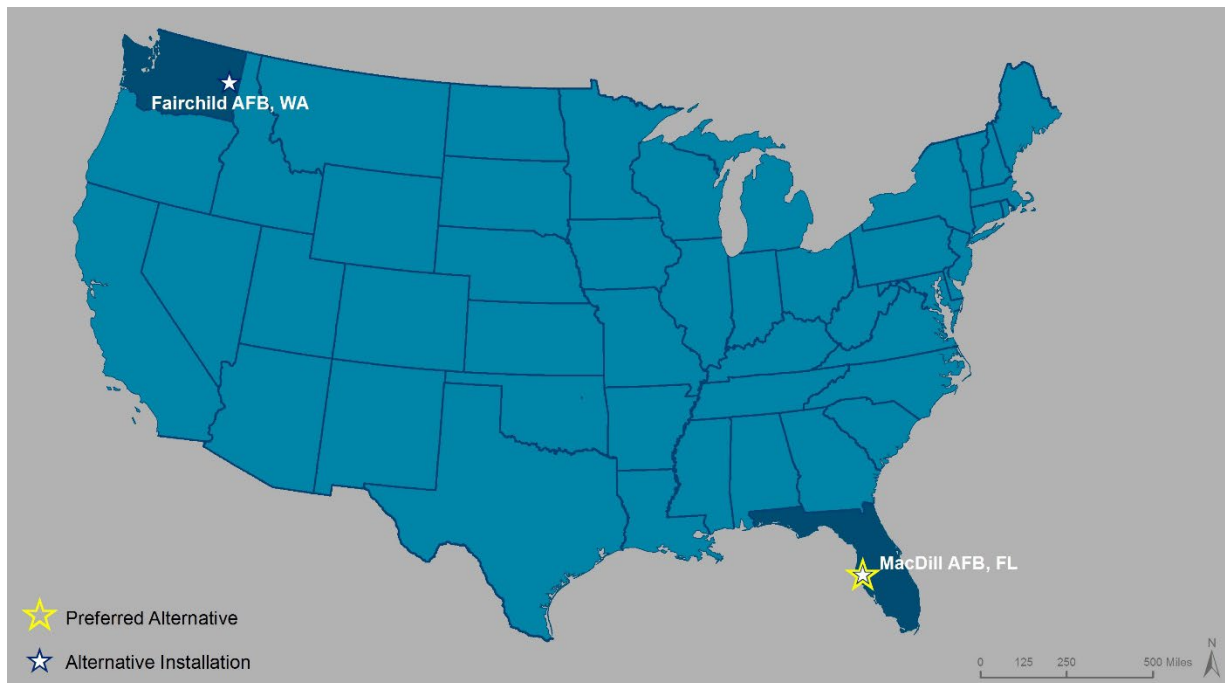 Fairchild AFB, WA
MacDill AFB, FL
Preferred Alternative
Alternative Installation
0 125 250 500 Miles
N